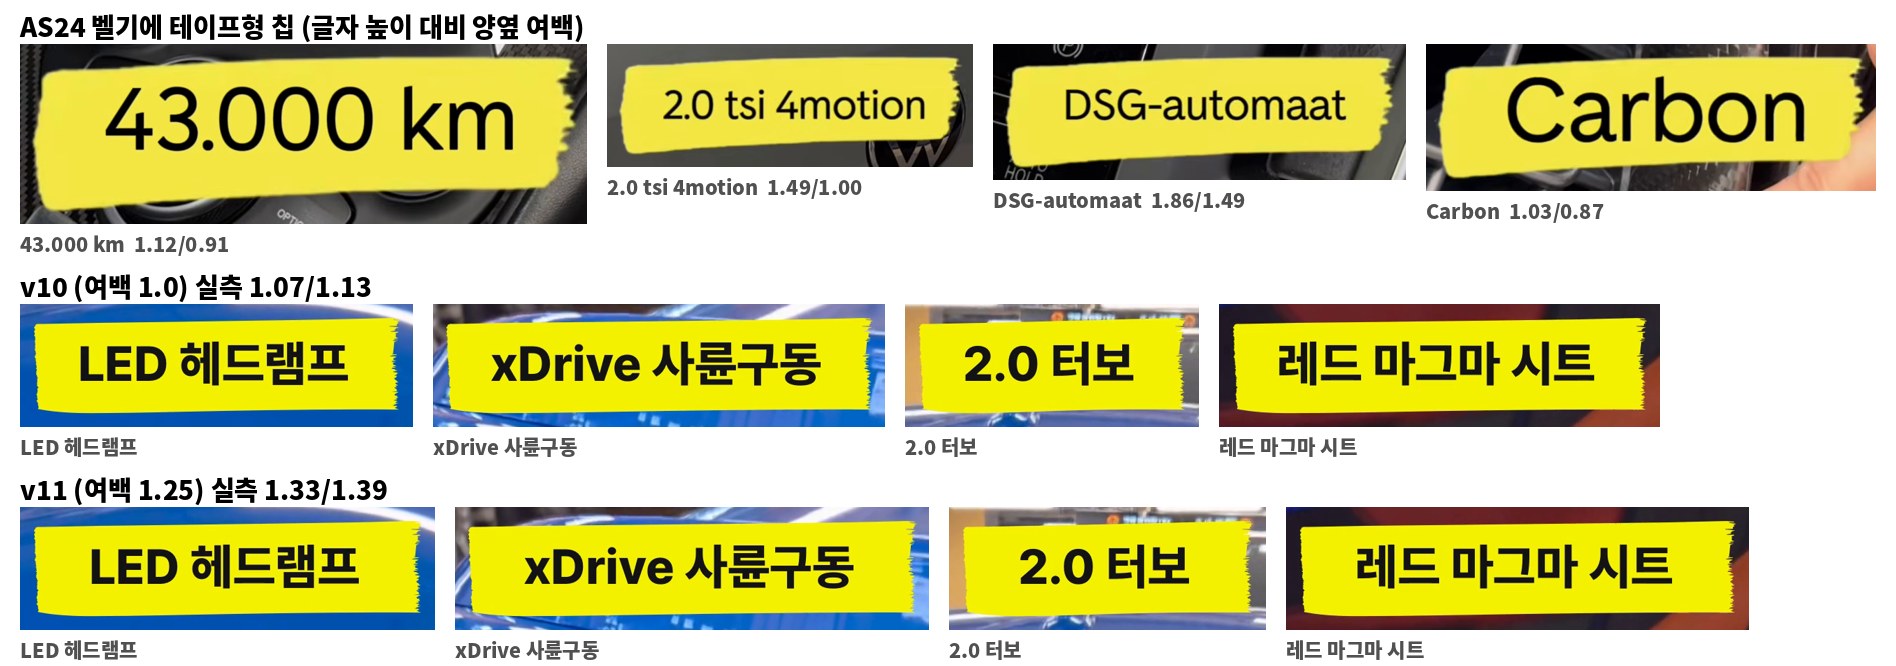 AS24 벨기에 테이프형 칩 (글자 높이 대비 양옆 여백)
43.000 km
2.0 tsi 4motion
DSG-automaat
Carbon
HOLD
43.000 km 1.12/0.91
2.0 tsi 4motion 1.49/1.00
DSG-automaat 1.86/1.49
Carbon 1.03/0.87
v10 (여백 1.0) 실측 1.07/1.13
LED 헤드램프
xDrive 사륜구동
2.0 터보
레드 마그마 시트
LED 헤드램프
xDrive 사륜구동
2.0 터보
레드 마그마 시트
v11 (여백 1.25) 실측 1.33/1.39
LED 헤드램프
xDrive 사륜구동
2.0 터보
레드 마그마 시트
LED 헤드램프
xDrive 사륜구동
2.0 터보
레드 마그마 시트